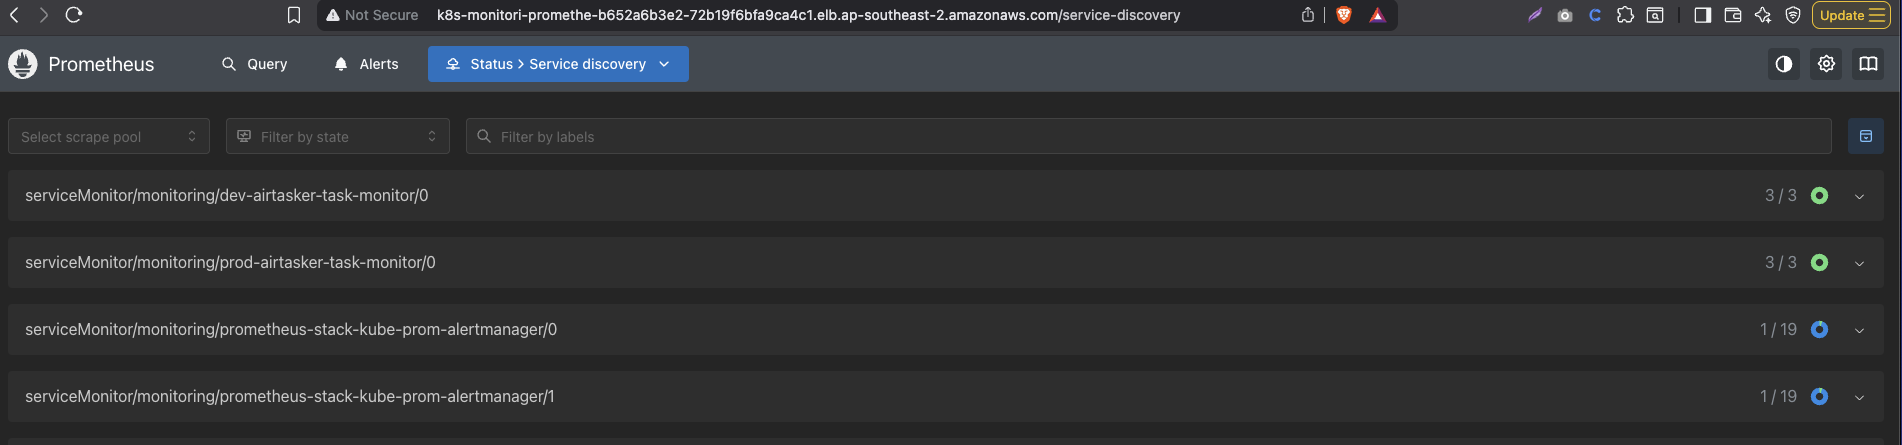 Not Secure k8s-monitori-promethe-b652a6b3e2-72b19f6bfa9ca4c1.elb.ap-southeast-2.amazonaws.com/service-discovery Update
Prometheus Query Alerts Status > Service discovery
Select scrape pool Filter by state Filter by labels
serviceMonitor/monitoring/dev-airtasker-task-monitor/0 3 / 3
serviceMonitor/monitoring/prod-airtasker-task-monitor/0 3 / 3
serviceMonitor/monitoring/prometheus-stack-kube-prom-alertmanager/0 1 / 19
serviceMonitor/monitoring/prometheus-stack-kube-prom-alertmanager/1 1 / 19